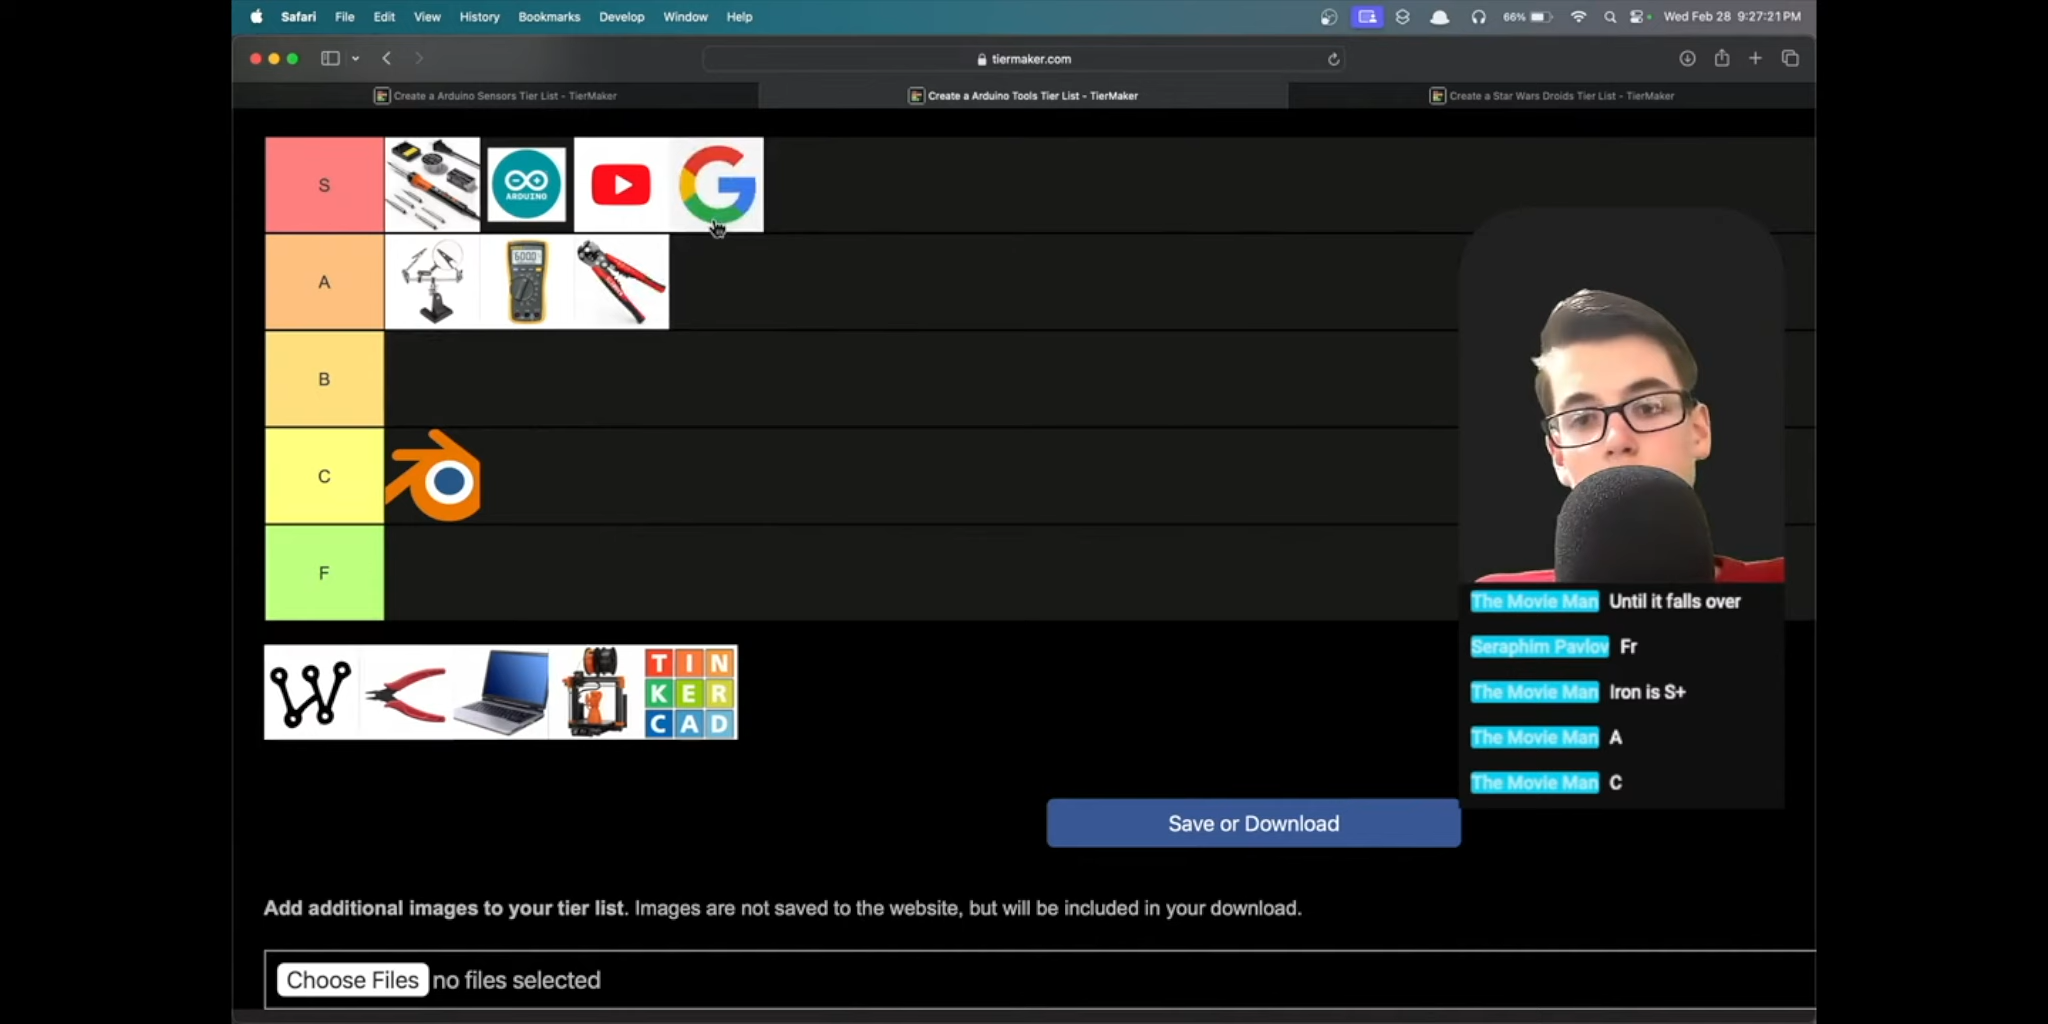 Safari File Edit View History Bookmarks Develop Window Help 66% Wed Feb 28 9:27:21 PM
tiermaker.com
Create a Arduino Sensors Tier List - TierMaker
Create a Arduino Tools Tier List - TierMaker
Create a Star Wars Droids Tier List - TierMaker
S
ARDUINO
A
600.0
B
C
F
TIN
KER
CAD
The Movie Man Until it falls over
Seraphim Pavlov Fr
The Movie Man Iron is S+
The Movie Man A
The Movie Man C
Save or Download
Add additional images to your tier list. Images are not saved to the website, but will be included in your download.
Choose Files no files selected